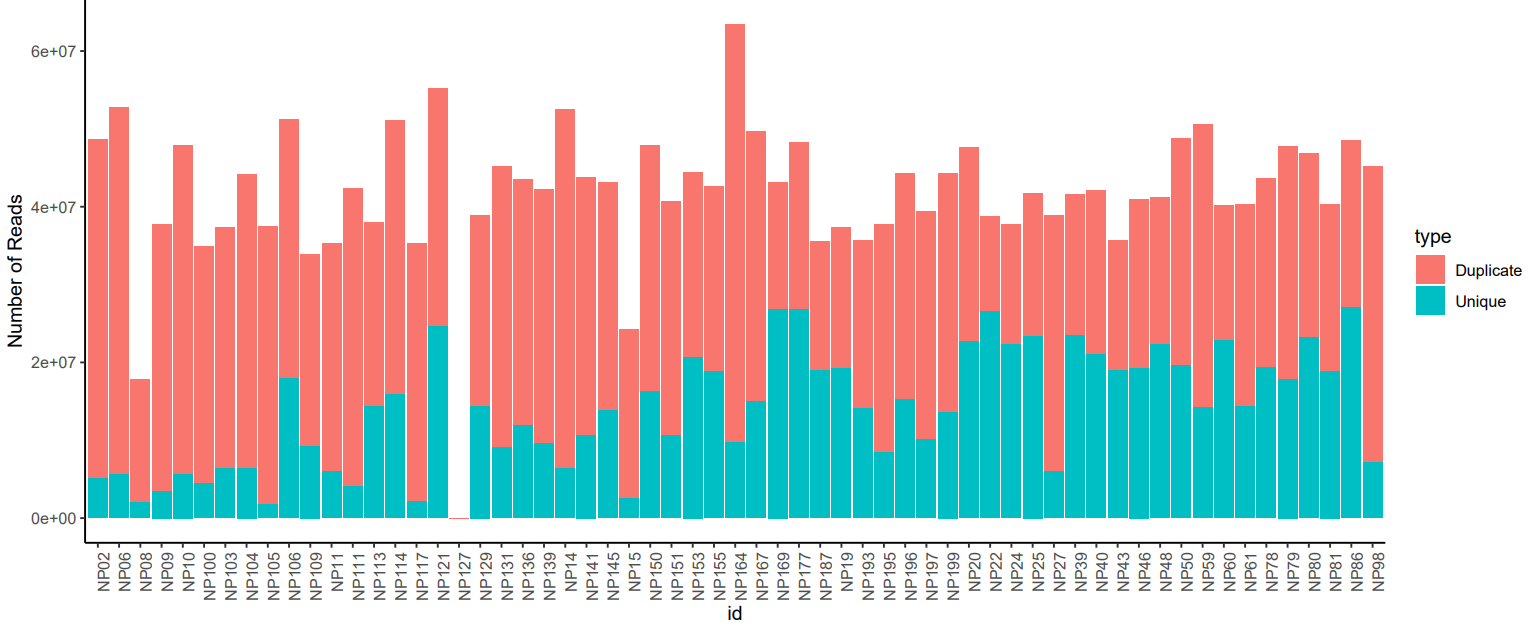 Number of Reads
6e+07
4e+07
2e+07
0e+00
NP02
NP06
NP08
NP09
NP10
NP100
NP103
NP104
NP105
NP106
NP109
NP11
NP111
NP113
NP114
NP117
NP121
NP127
NP129
NP131
NP136
NP139
NP14
NP141
NP145
NP15
NP150
NP151
NP153
NP155
NP164
NP167
NP169
NP177
NP187
NP19
NP193
NP195
NP196
NP197
NP199
NP20
NP22
NP24
NP25
NP27
NP39
NP40
NP43
NP46
NP48
NP50
NP59
NP60
NP61
NP78
NP79
NP80
NP81
NP86
NP98
id
type
Duplicate
Unique